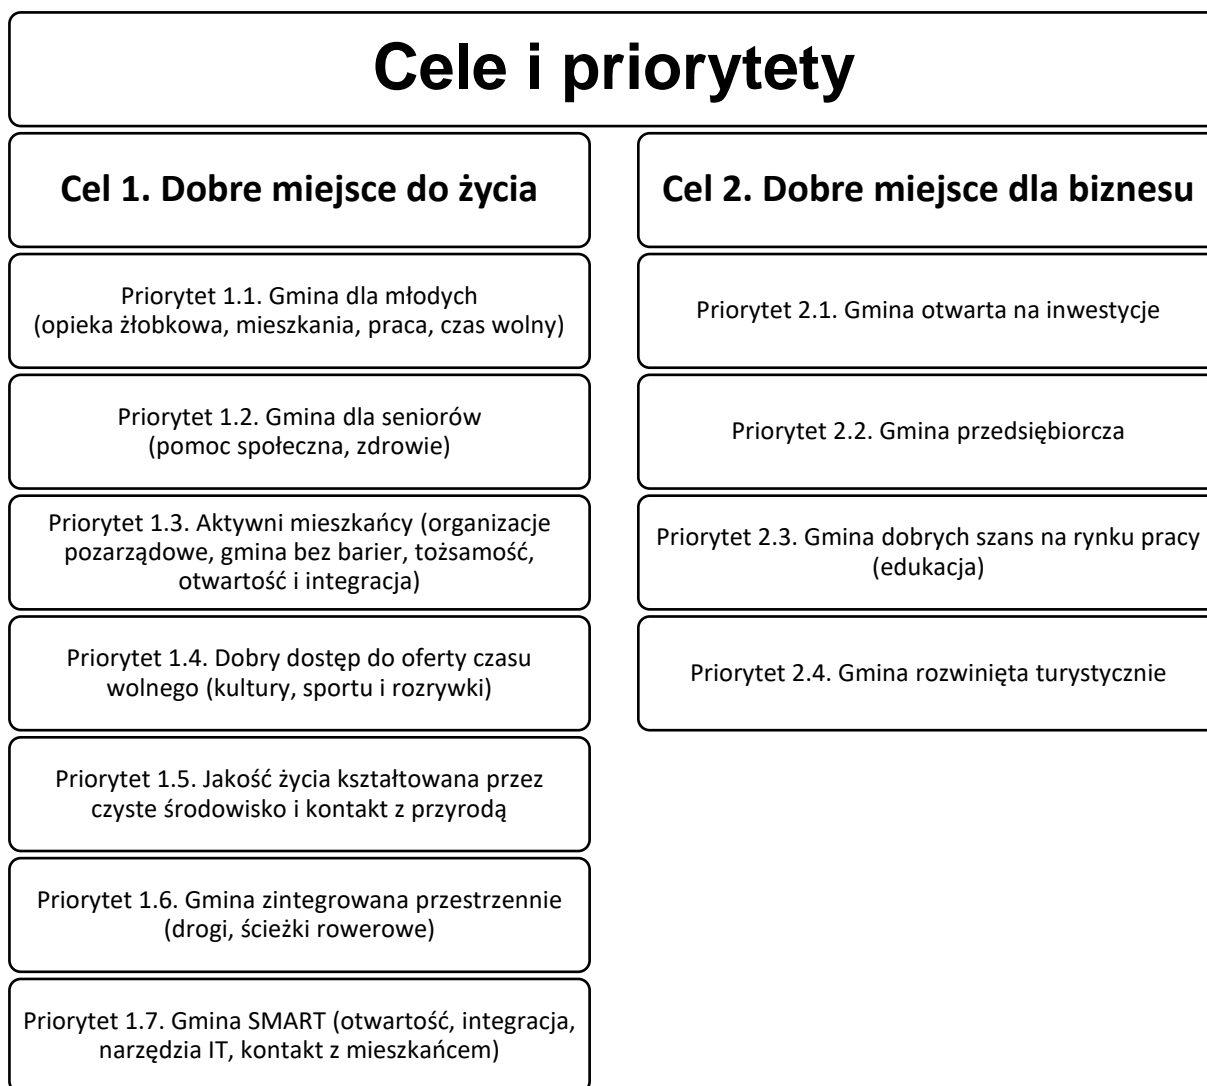 Cele i priorytety
Cel 1. Dobre miejsce do życia
Priorytet 1.1. Gmina dla młodych
(opieka żłobkowa, mieszkania, praca, czas wolny)
Priorytet 1.2. Gmina dla seniorów
(pomoc społeczna, zdrowie)
Priorytet 1.3. Aktywni mieszkańcy (organizacje
pozarządowe, gmina bez barier, tożsamość,
otwartość i integracja)
Priorytet 1.4. Dobry dostęp do oferty czasu
wolnego (kultury, sportu i rozrywki)
Priorytet 1.5. Jakość życia kształtowana przez
czyste środowisko i kontakt z przyrodą
Priorytet 1.6. Gmina zintegrowana przestrzennie
(drogi, ścieżki rowerowe)
Priorytet 1.7. Gmina SMART (otwartość, integracja,
narzędzia IT, kontakt z mieszkańcem)
Cel 2. Dobre miejsce dla biznesu
Priorytet 2.1. Gmina otwarta na inwestycje
Priorytet 2.2. Gmina przedsiębiorcza
Priorytet 2.3. Gmina dobrych szans na rynku pracy
(edukacja)
Priorytet 2.4. Gmina rozwinięta turystycznie